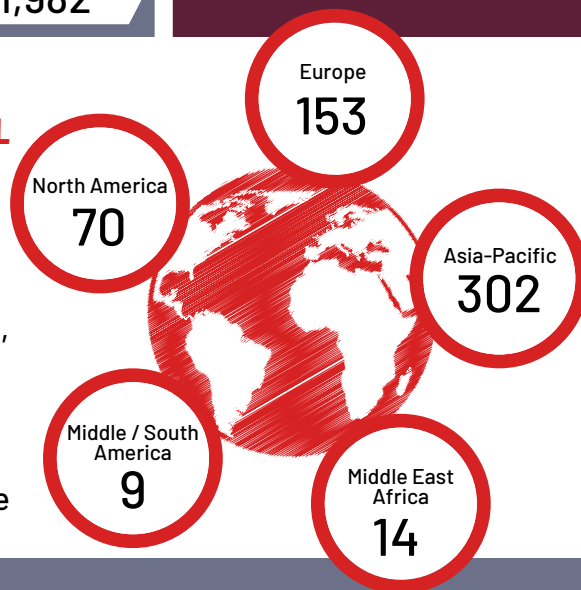 Europe
153
North America
70
Asia-Pacific
302
Middle / South
America
9
Middle East
Africa
14